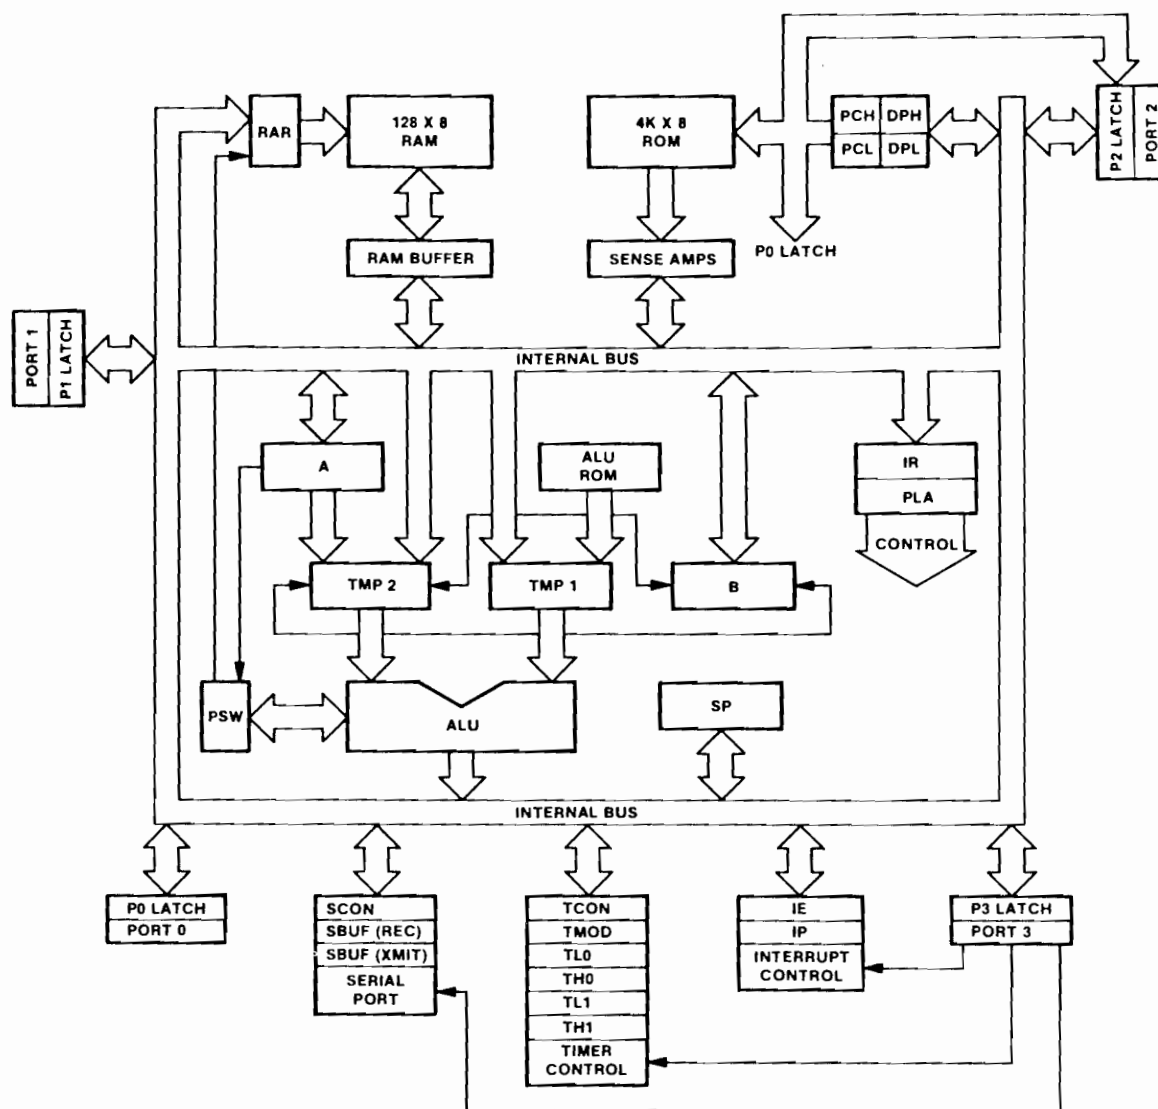 RAR
128 X 8
RAM
4K X 8
ROM
PCH
DPH
PCL
DPL
P2 LATCH
PORT 2
RAM BUFFER
SENSE AMPS
P0 LATCH
PORT 1
P1 LATCH
INTERNAL BUS
A
ALU
ROM
IR
PLA
CONTROL
TMP 2
TMP 1
B
PSW
ALU
SP
INTERNAL BUS
P0 LATCH
PORT 0
SCON
SBUF (REC)
SBUF (XMIT)
SERIAL
PORT
TCON
TMOD
TL0
TH0
TL1
TH1
TIMER
CONTROL
IE
IP
INTERRUPT
CONTROL
P3 LATCH
PORT 3